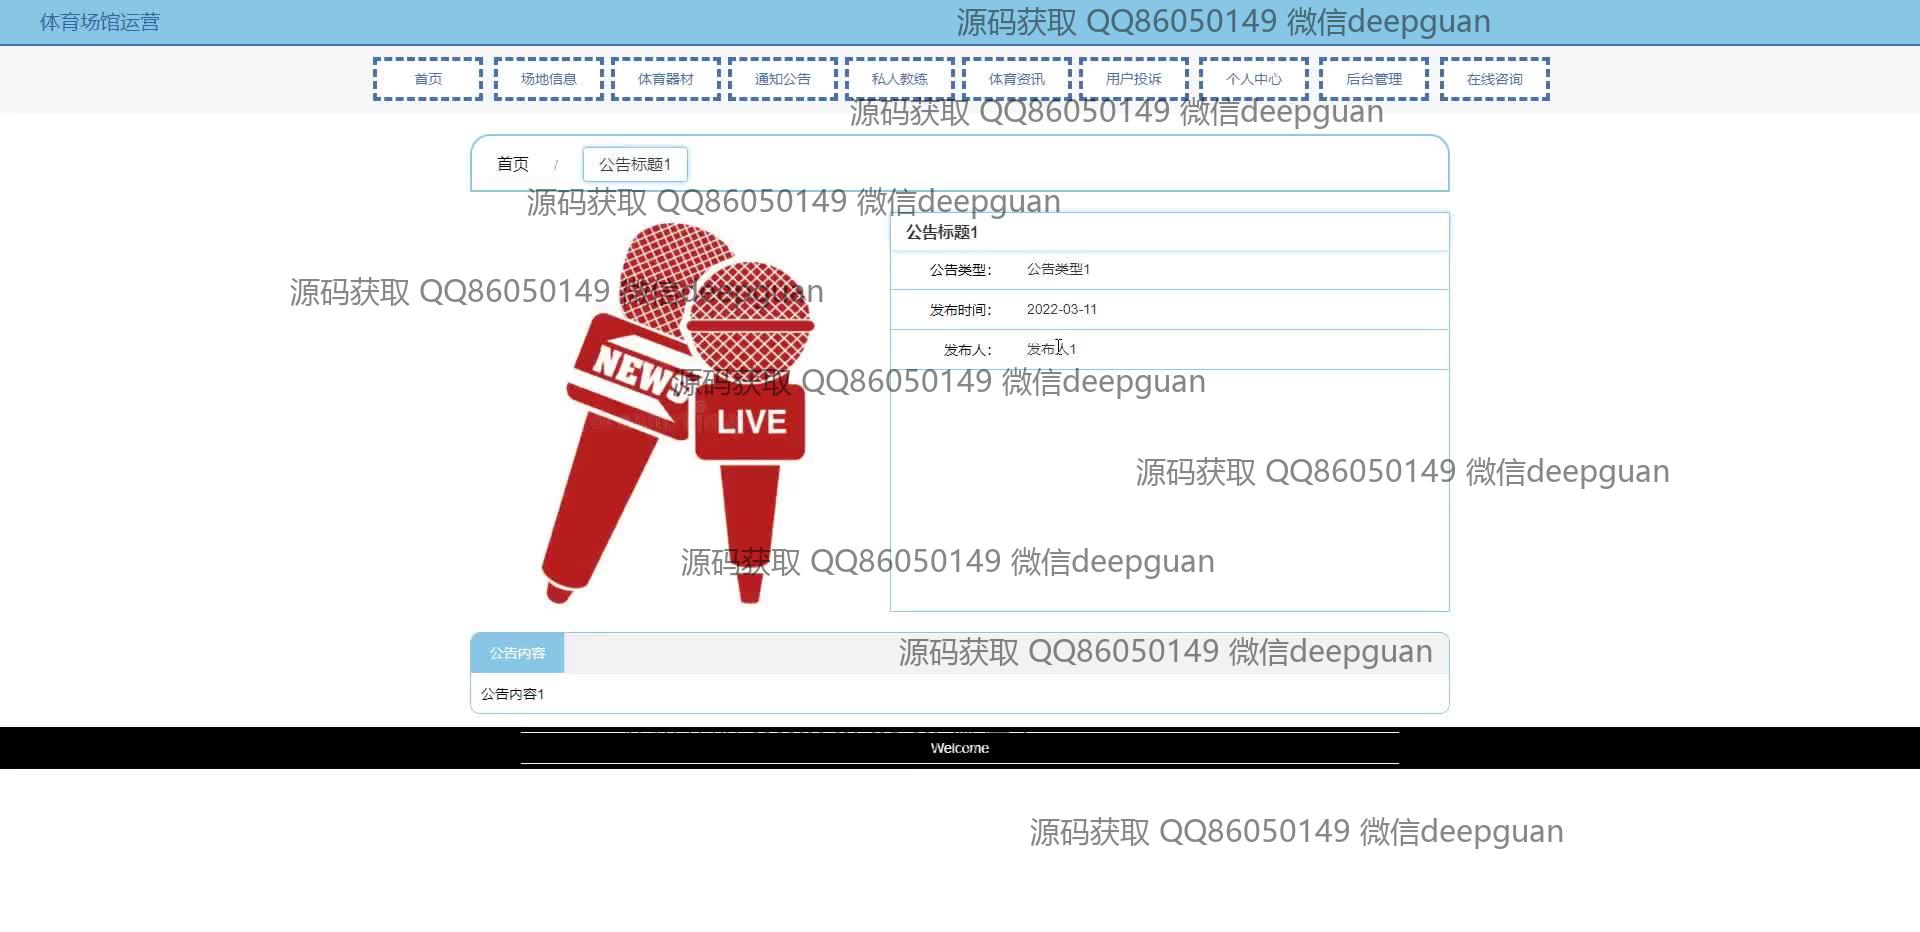 体育场馆运营
源码获取 QQ86050149 微信deepguan
首页 场地信息 体育器材 通知公告 私人教练 体育资讯 用户投诉 个人中心 后台管理 在线咨询
源码获取 QQ86050149 微信deepguan
首页 / 公告标题1
源码获取 QQ86050149 微信deepguan
公告标题1
公告类型： 公告类型1
源码获取 QQ86050149 微信deepguan
发布时间： 2022-03-11
发布人： 发布人1
NEWS
源码获取 QQ86050149 微信deepguan
LIVE
源码获取 QQ86050149 微信deepguan
源码获取 QQ86050149 微信deepguan
公告内容
源码获取 QQ86050149 微信deepguan
公告内容1
Welcome
源码获取 QQ86050149 微信deepguan